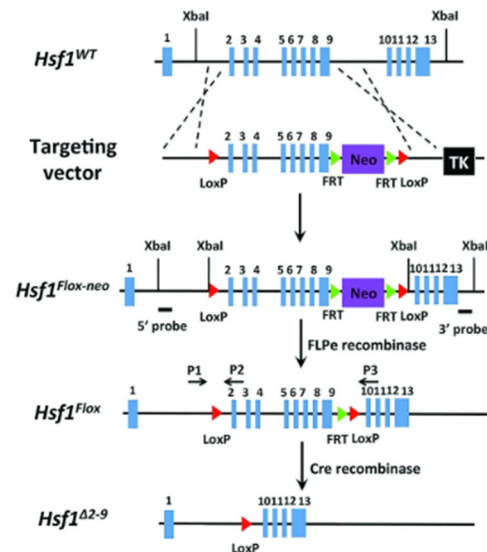 XbaI XbaI
1 2 3 4 5 6 7 8 9 10 11 12 13
Hsf1WT
Targeting
vector
2 3 4 5 6 7 8 9
Neo
TK
LoxP FRT FRT LoxP
XbaI XbaI XbaI XbaI
1 2 3 4 5 6 7 8 9 10 11 12 13
Hsf1Flox-neo
Neo
5' probe LoxP FRT FRT LoxP 3' probe
FLPe recombinase
P1 P2 P3
1 2 3 4 5 6 7 8 9 10 11 12 13
Hsf1Flox
LoxP FRT LoxP
Cre recombinase
1 10 11 12 13
Hsf1Δ2-9
LoxP